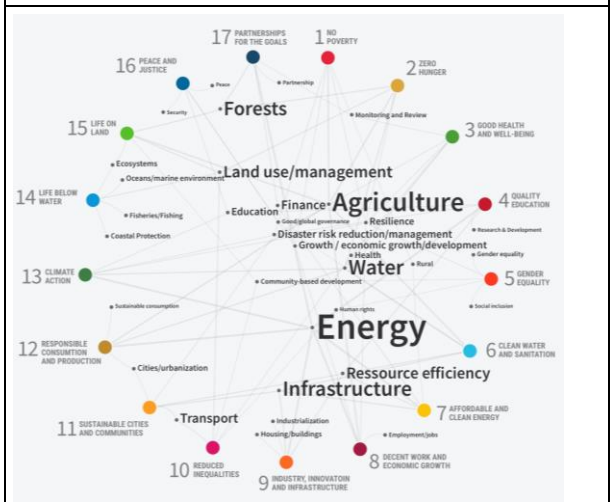 17 PARTNERSHIPS
FOR THE GOALS
1 NO
POVERTY
16 PEACE AND
JUSTICE
2 ZERO
HUNGER
Peace
Partnership
Security
Forests
Monitoring and Review
15 LIFE ON
LAND
3 GOOD HEALTH
AND WELL-BEING
Ecosystems
Oceans/marine environment
Land use/management
14 LIFE BELOW
WATER
Finance
Agriculture
4 QUALITY
EDUCATION
Fisheries/Fishing
Education
Good/global governance
Resilience
Research & Development
Coastal Protection
Disaster risk reduction/management
Growth / economic growth/development
Health
Gender equality
13 CLIMATE
ACTION
Water
Rural
5 GENDER
EQUALITY
Community-based development
Sustainable consumption
Human rights
Social inclusion
Energy
12 RESPONSIBLE
CONSUMTION
AND PRODUCTION
6 CLEAN WATER
AND SANITATION
Cities/urbanization
Ressource efficiency
Infrastructure
11 SUSTAINABLE CITIES
AND COMMUNITIES
Transport
Industrialization
7 AFFORDABLE AND
CLEAN ENERGY
Housing/buildings
Employment/jobs
10 REDUCED
INEQUALITIES
9 INDUSTRY, INNOVATOIN
AND INFRASTRUCTURE
8 DECENT WORK AND
ECONOMIC GROWTH